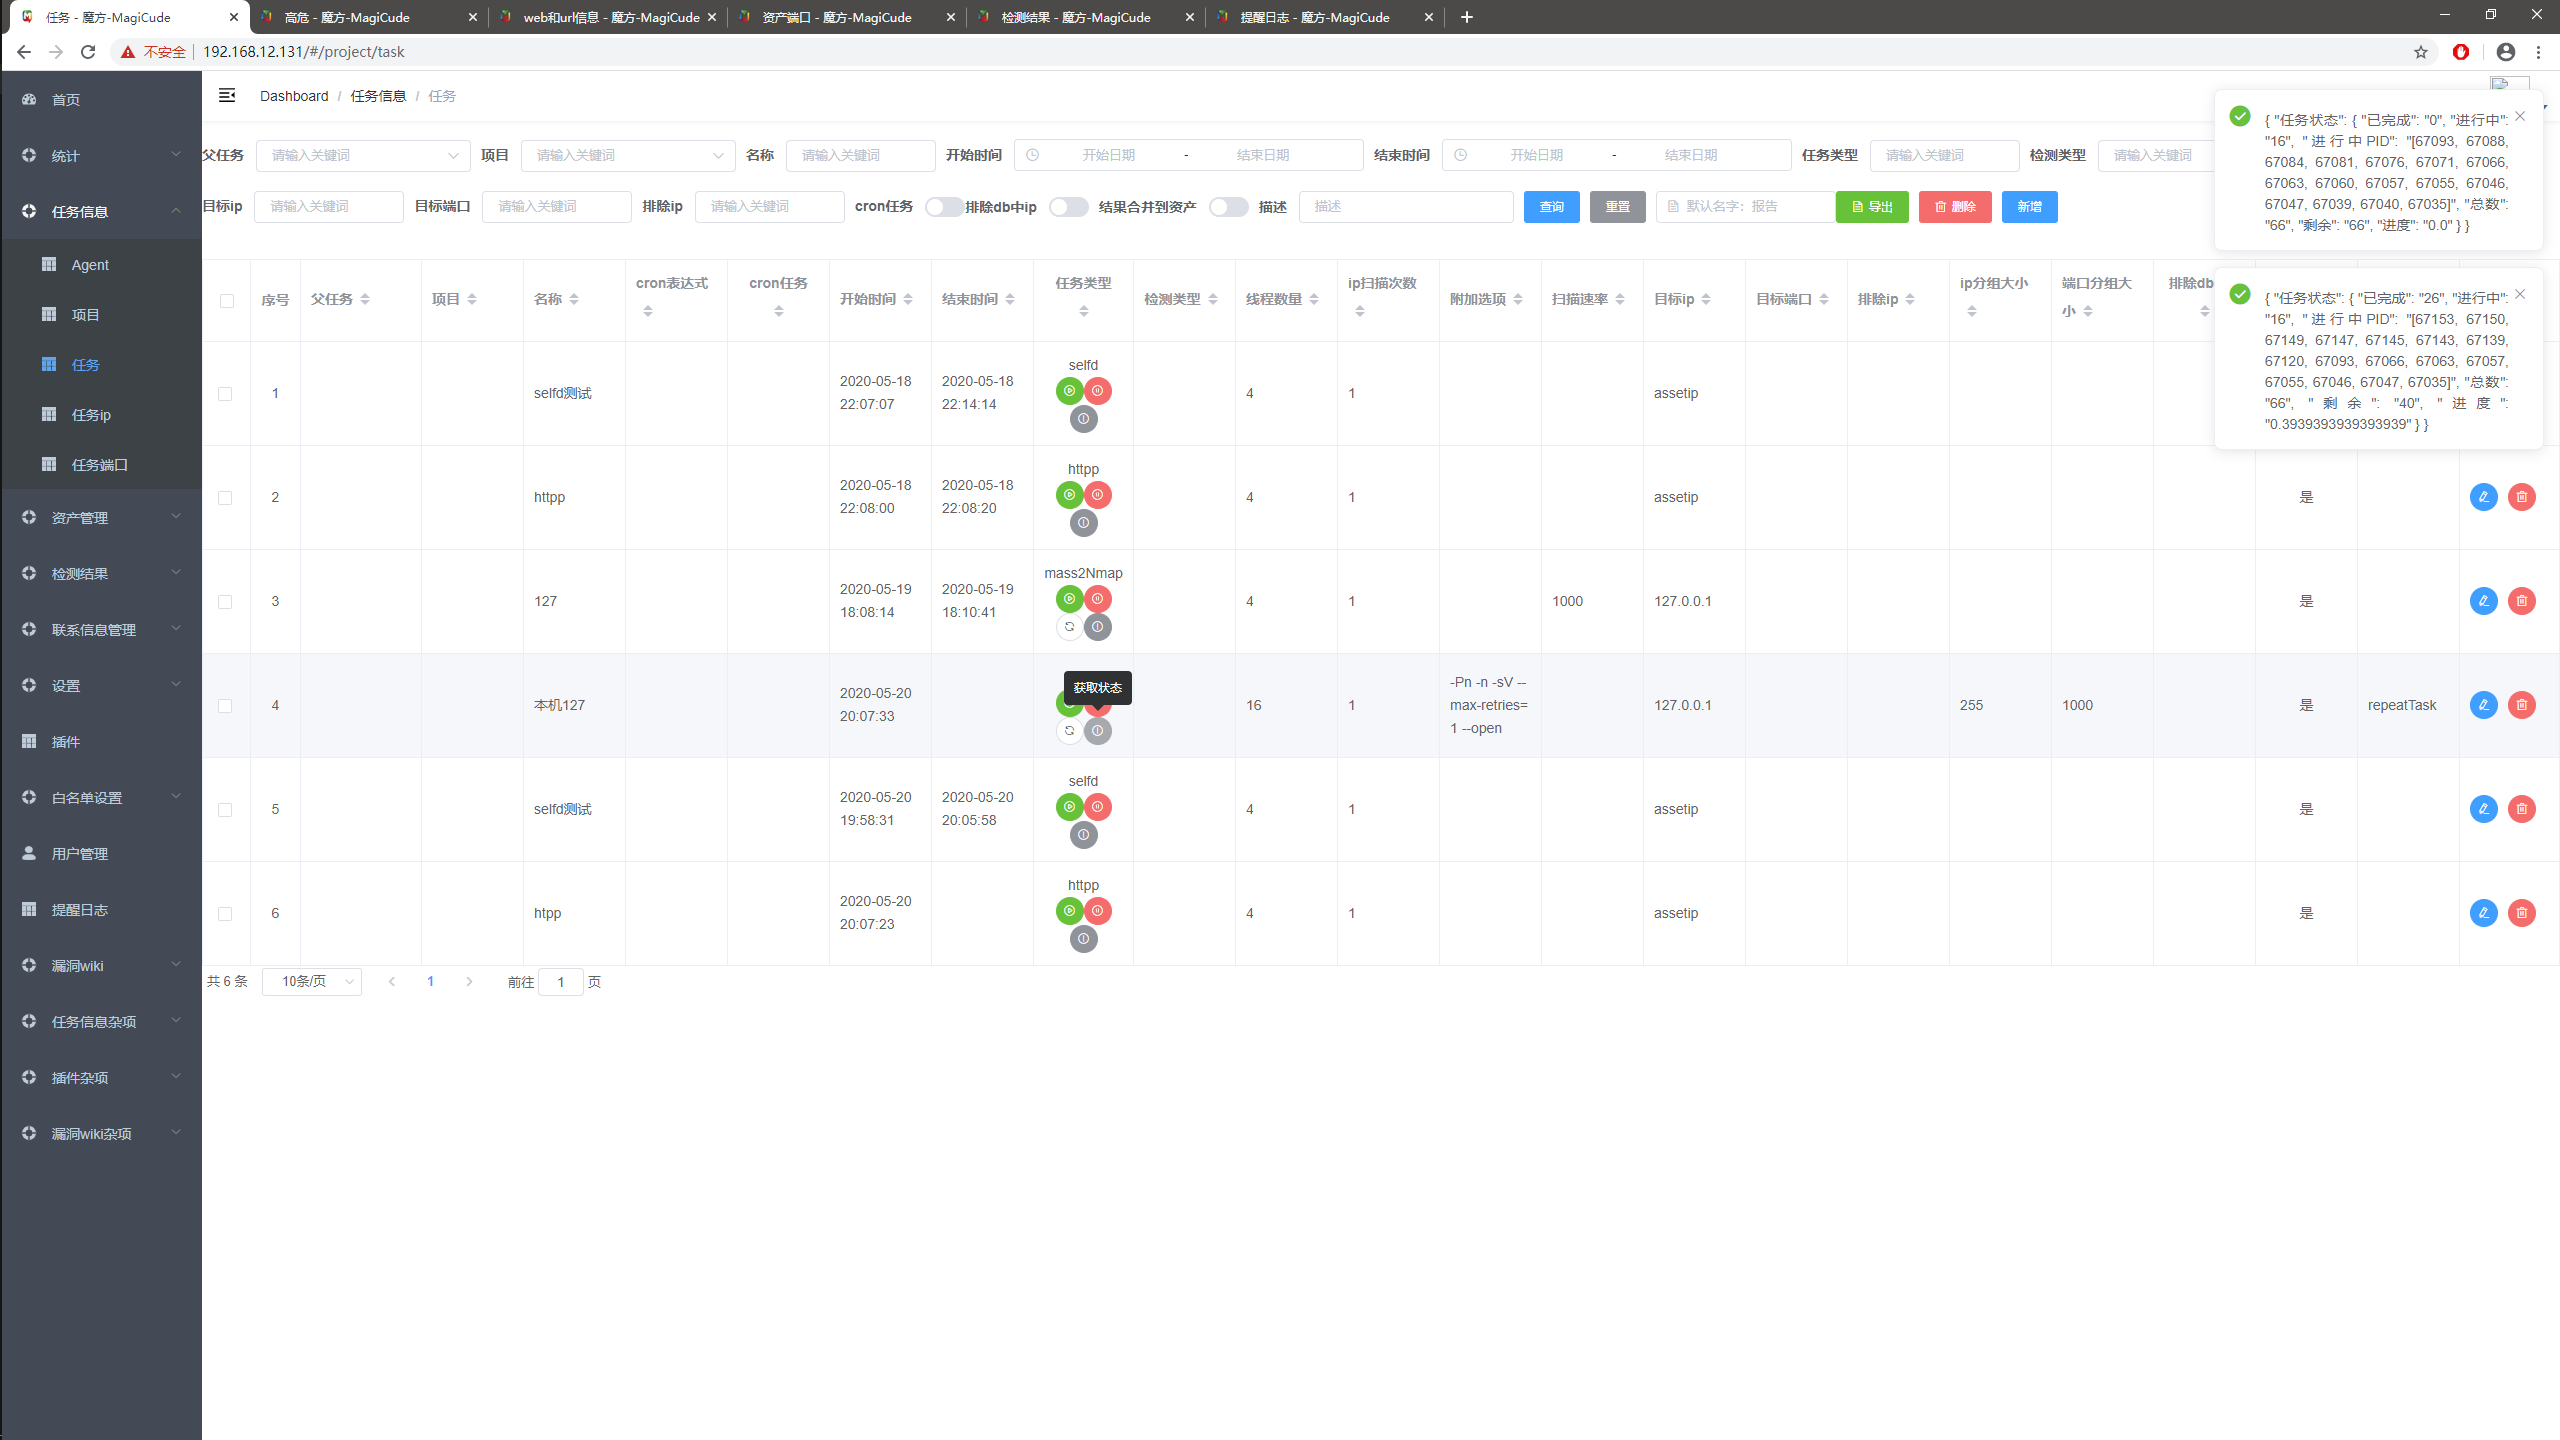 任务 - 魔方-MagiCude
高危 - 魔方-MagiCude
web和url信息 - 魔方-MagiCude
资产端口 - 魔方-MagiCude
检测结果 - 魔方-MagiCude
提醒日志 - 魔方-MagiCude
不安全 192.168.12.131/#/project/task
首页
统计
任务信息
Agent
项目
任务
任务ip
任务端口
资产管理
检测结果
联系信息管理
设置
插件
白名单设置
用户管理
提醒日志
漏洞wiki
任务信息杂项
插件杂项
漏洞wiki杂项
Dashboard / 任务信息 / 任务
父任务 请输入关键词 项目 请输入关键词 名称 请输入关键词 开始时间 开始日期 - 结束日期 结束时间 开始日期 - 结束日期 任务类型 请输入关键词 检测类型 请输入关键词
目标ip 请输入关键词 目标端口 请输入关键词 排除ip 请输入关键词 cron任务 排除db中ip 结果合并到资产 描述 描述 查询 重置 默认名字：报告 导出 删除 新增
序号 父任务 项目 名称 cron表达式 cron任务 开始时间 结束时间 任务类型 检测类型 线程数量 ip扫描次数 附加选项 扫描速率 目标ip 目标端口 排除ip ip分组大小 端口分组大小 排除db
1 selfd测试 2020-05-18 22:07:07 2020-05-18 22:14:14 selfd 4 1 assetip
2 httpp 2020-05-18 22:08:00 2020-05-18 22:08:20 httpp 4 1 assetip 是
3 127 2020-05-19 18:08:14 2020-05-19 18:10:41 mass2Nmap 4 1 1000 127.0.0.1 是
4 本机127 2020-05-20 20:07:33 获取状态 16 1 -Pn -n -sV --max-retries=1 --open 127.0.0.1 255 1000 是 repeatTask
5 selfd测试 2020-05-20 19:58:31 2020-05-20 20:05:58 selfd 4 1 assetip 是
6 htpp 2020-05-20 20:07:23 httpp 4 1 assetip 是
共 6 条 10条/页 1 前往 1 页
{ "任务状态": { "已完成": "0", "进行中":
"16", "进行中PID": "[67093, 67088,
67084, 67081, 67076, 67071, 67066,
67063, 67060, 67057, 67055, 67046,
67047, 67039, 67040, 67035]", "总数":
"66", "剩余": "66", "进度": "0.0" } }
{ "任务状态": { "已完成": "26", "进行中":
"16", "进行中PID": "[67153, 67150,
67149, 67147, 67145, 67143, 67139,
67120, 67093, 67066, 67063, 67057,
67055, 67046, 67047, 67035]", "总数":
"66", "剩余": "40", "进度":
"0.3939393939393939" } }